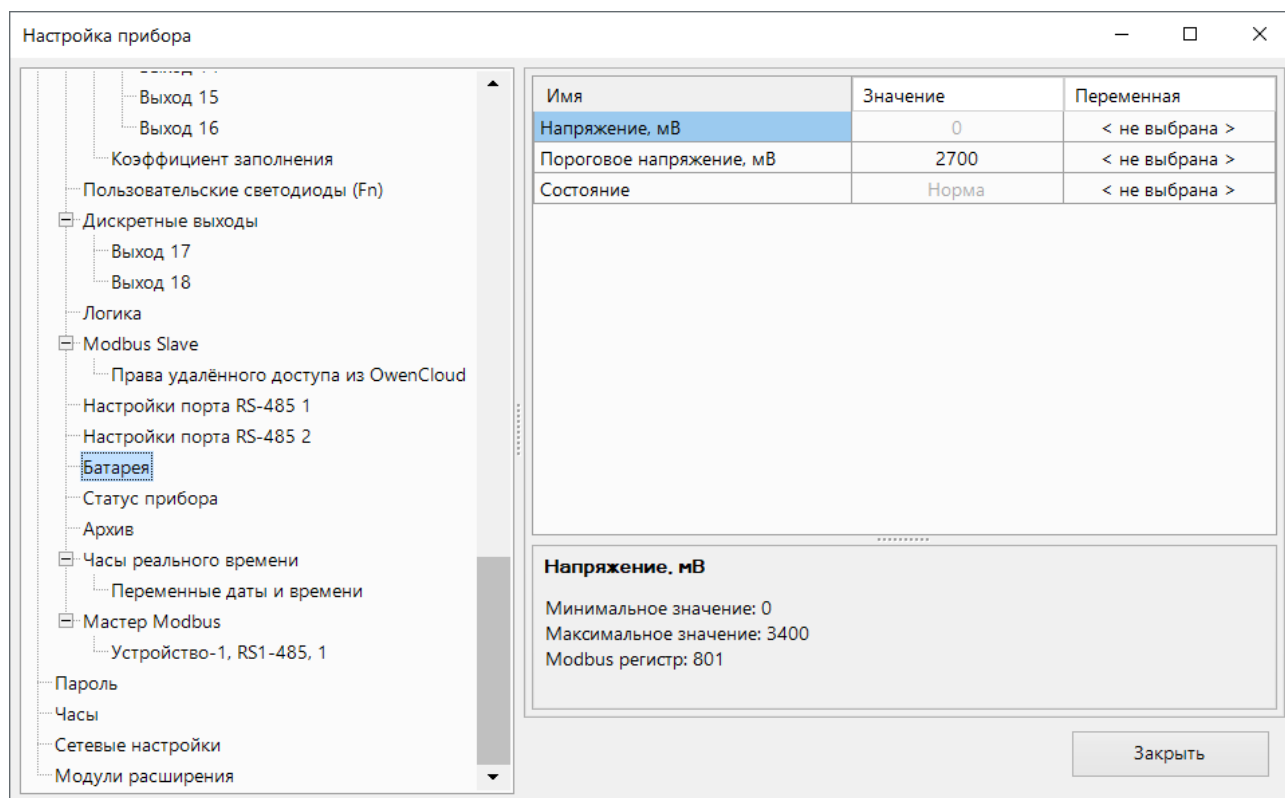 Настройка прибора
Выход 15
Выход 16
Коэффициент заполнения
Пользовательские светодиоды (Fn)
Дискретные выходы
Выход 17
Выход 18
Логика
Modbus Slave
Права удалённого доступа из OwenCloud
Настройки порта RS-485 1
Настройки порта RS-485 2
Батарея
Статус прибора
Архив
Часы реального времени
Переменные даты и времени
Мастер Modbus
Устройство-1, RS1-485, 1
Пароль
Часы
Сетевые настройки
Модули расширения
Имя Значение Переменная
Напряжение, мВ 0 < не выбрана >
Пороговое напряжение, мВ 2700 < не выбрана >
Состояние Норма < не выбрана >
Напряжение, мВ
Минимальное значение: 0
Максимальное значение: 3400
Modbus регистр: 801
Закрыть